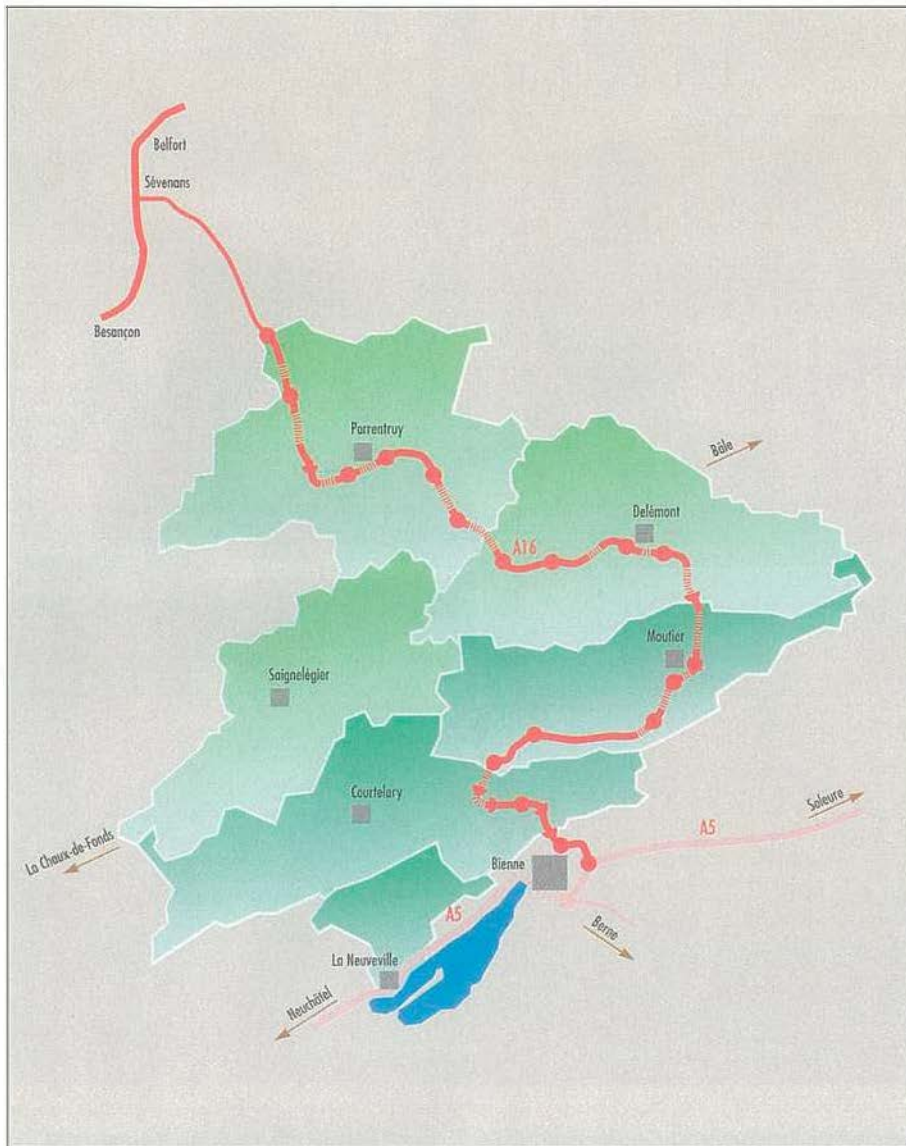 Belfort
Sévenans
Besançon
Porrentruy
Bâle
Delémont
A16
Moutier
Saignelégier
Courtelary
Soleure
A5
La Chaux-de-Fonds
Bienne
A5
Berne
La Neuveville
Neuchâtel